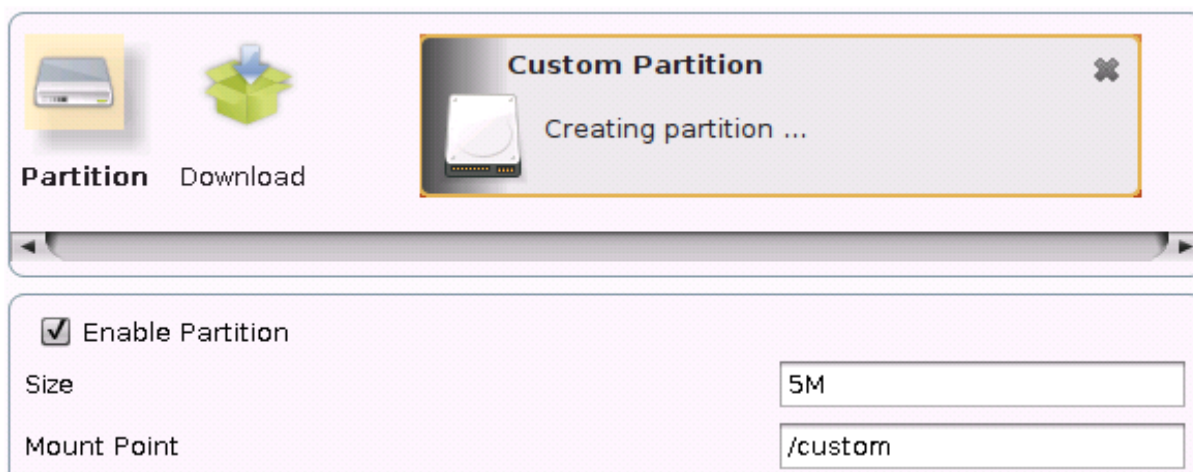 Custom Partition
Creating partition ...
Partition Download
Enable Partition
Size 5M
Mount Point /custom